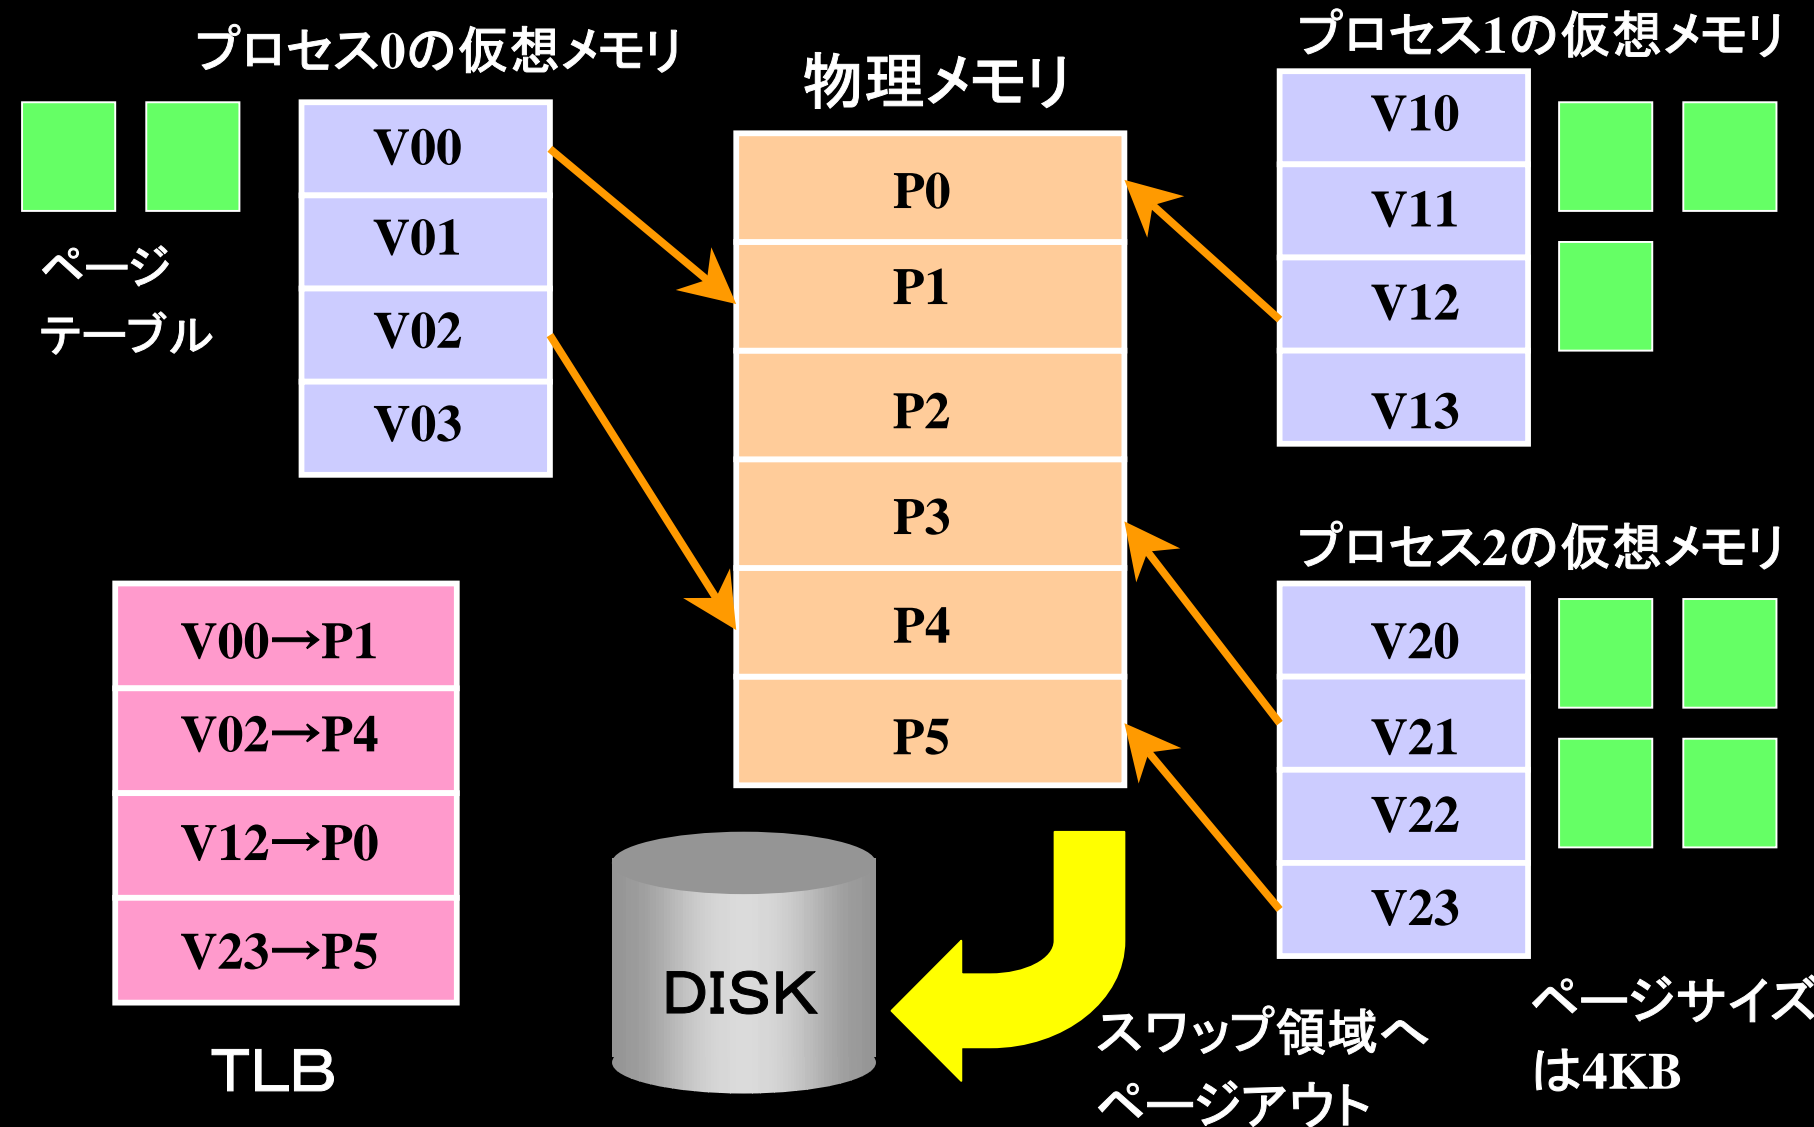 プロセス0の仮想メモリ
V00
V01
V02
V03
ページ
テーブル
物理メモリ
P0
P1
P2
P3
P4
P5
プロセス1の仮想メモリ
V10
V11
V12
V13
プロセス2の仮想メモリ
V20
V21
V22
V23
V00→P1
V02→P4
V12→P0
V23→P5
TLB
DISK
スワップ領域へ
ページアウト
ページサイズ
は4KB